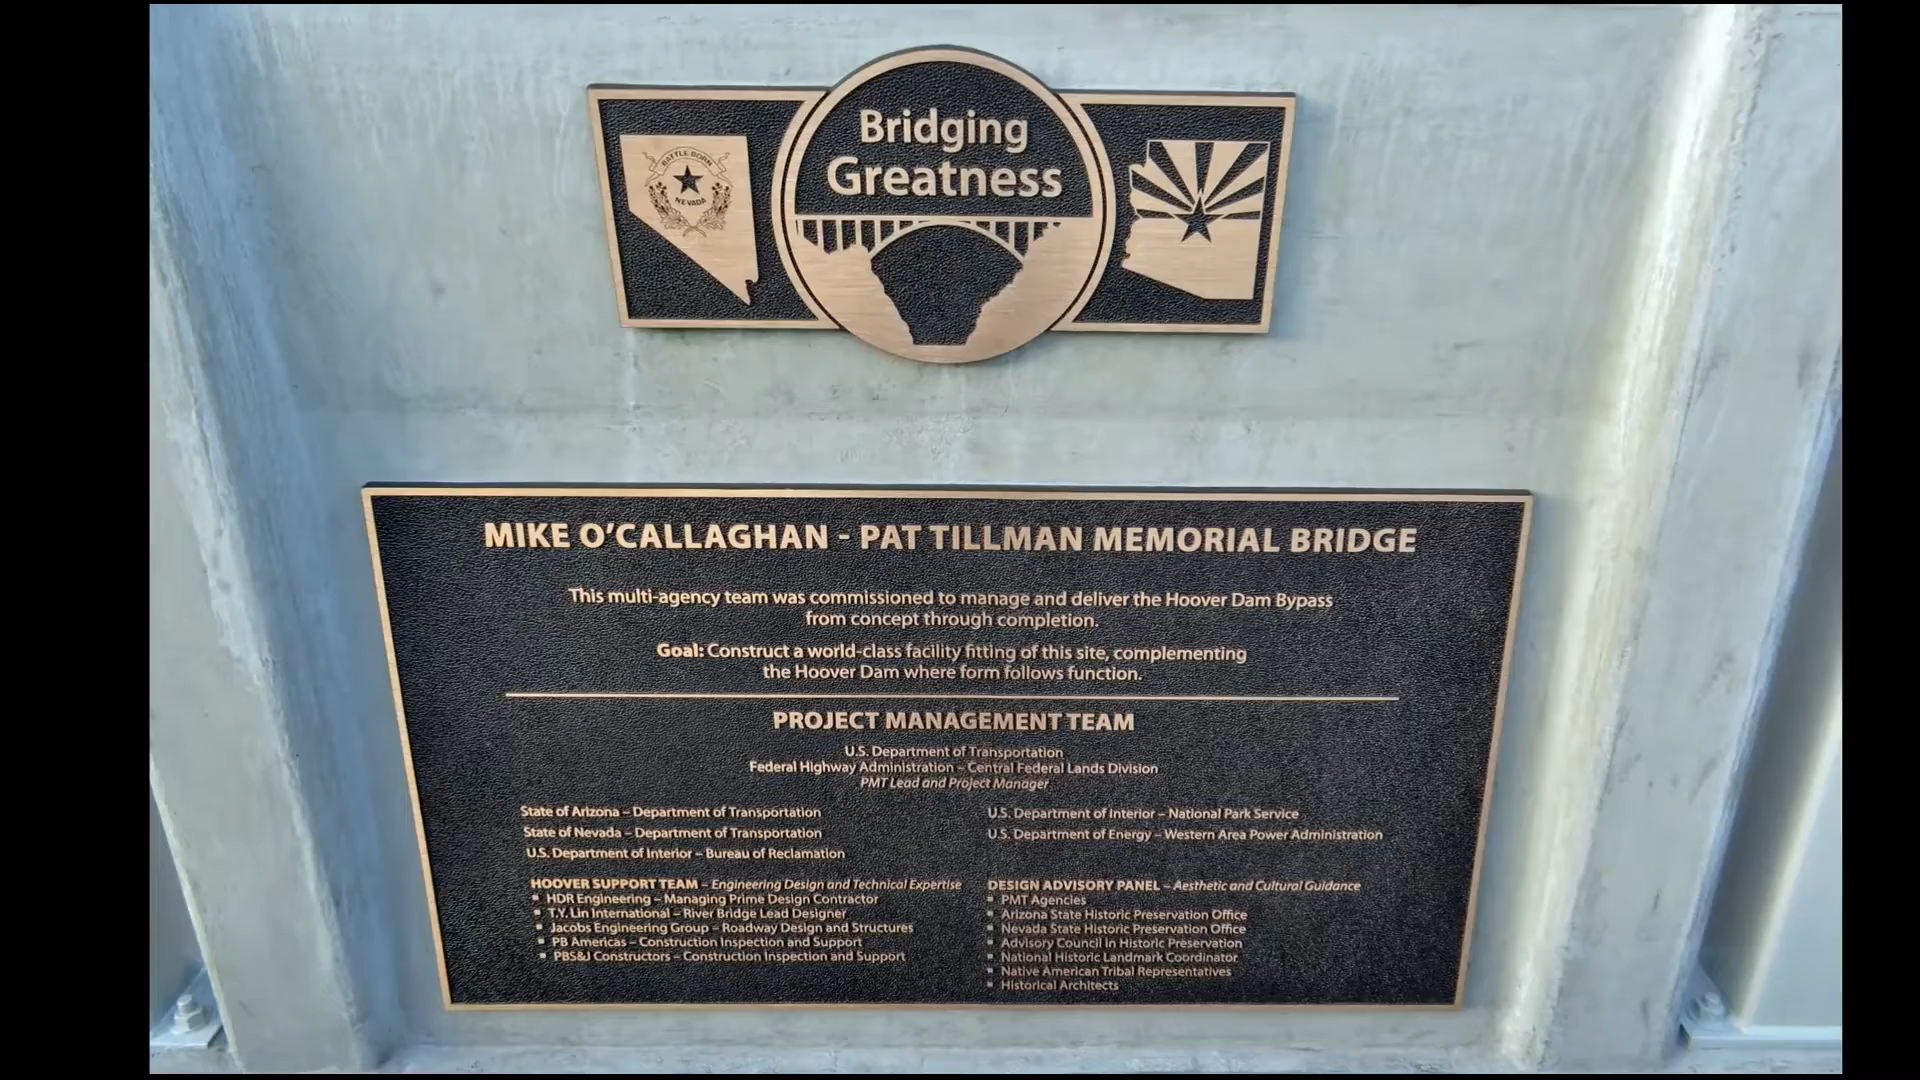 Bridging
Greatness
BATTLE BORN
NEVADA
MIKE O'CALLAGHAN - PAT TILLMAN MEMORIAL BRIDGE
This multi-agency team was commissioned to manage and deliver the Hoover Dam Bypass
from concept through completion.
Goal: Construct a world-class facility fitting of this site, complementing
the Hoover Dam where form follows function.
PROJECT MANAGEMENT TEAM
U.S. Department of Transportation
Federal Highway Administration – Central Federal Lands Division
PMT Lead and Project Manager
State of Arizona – Department of Transportation
State of Nevada – Department of Transportation
U.S. Department of Interior – Bureau of Reclamation
U.S. Department of Interior – National Park Service
U.S. Department of Energy – Western Area Power Administration
HOOVER SUPPORT TEAM – Engineering Design and Technical Expertise
▪ HDR Engineering – Managing Prime Design Contractor
▪ T.Y. Lin International – River Bridge Lead Designer
▪ Jacobs Engineering Group – Roadway Design and Structures
▪ PB Americas – Construction Inspection and Support
▪ PBS&J Constructors – Construction Inspection and Support
DESIGN ADVISORY PANEL – Aesthetic and Cultural Guidance
▪ PMT Agencies
▪ Arizona State Historic Preservation Office
▪ Nevada State Historic Preservation Office
▪ Advisory Council in Historic Preservation
▪ National Historic Landmark Coordinator
▪ Native American Tribal Representatives
▪ Historical Architects